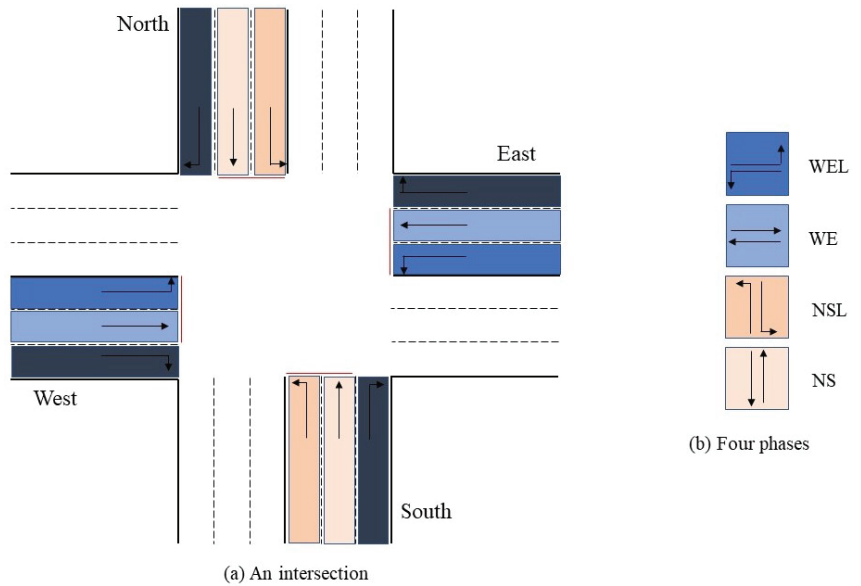 North
East
West
South
(a) An intersection
WEL
WE
NSL
NS
(b) Four phases